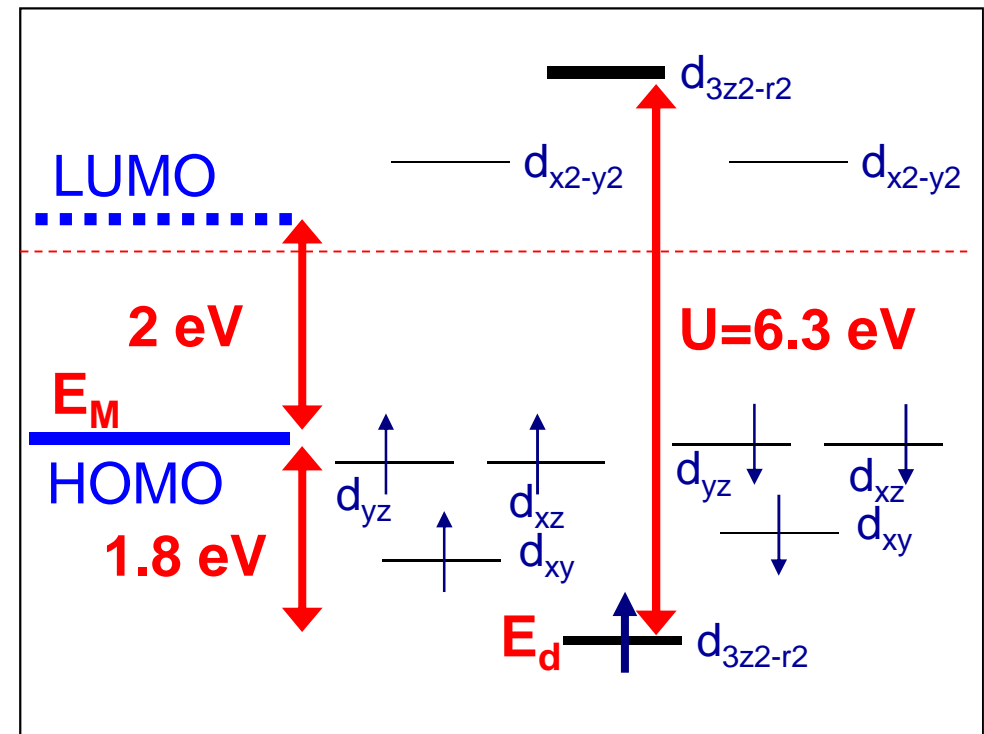 d3z2-r2
dx2-y2
dx2-y2
LUMO
2 eV
U=6.3 eV
EM
HOMO
dyz
dxz
dyz
dxz
1.8 eV
dxy
dxy
Ed
d3z2-r2